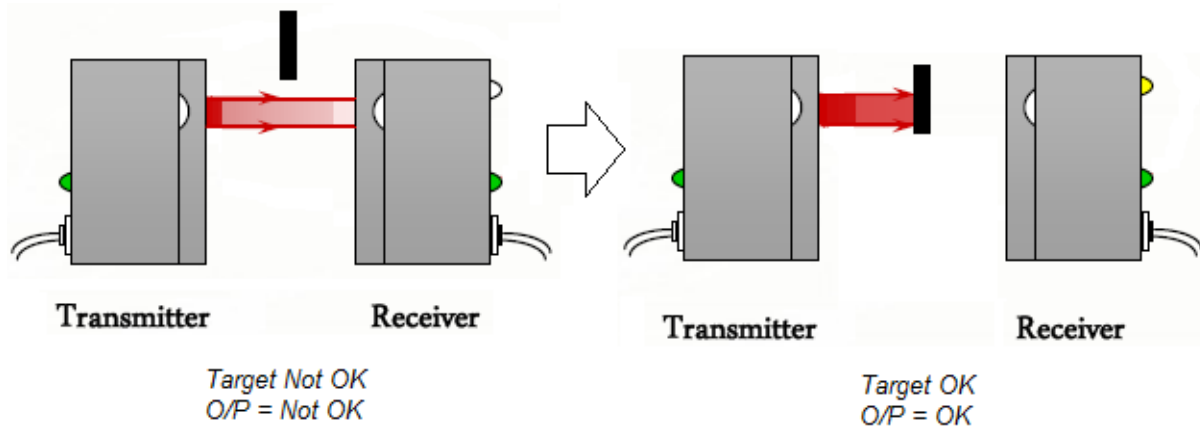 Transmitter
Receiver
Target Not OK
O/P = Not OK
Transmitter
Receiver
Target OK
O/P = OK